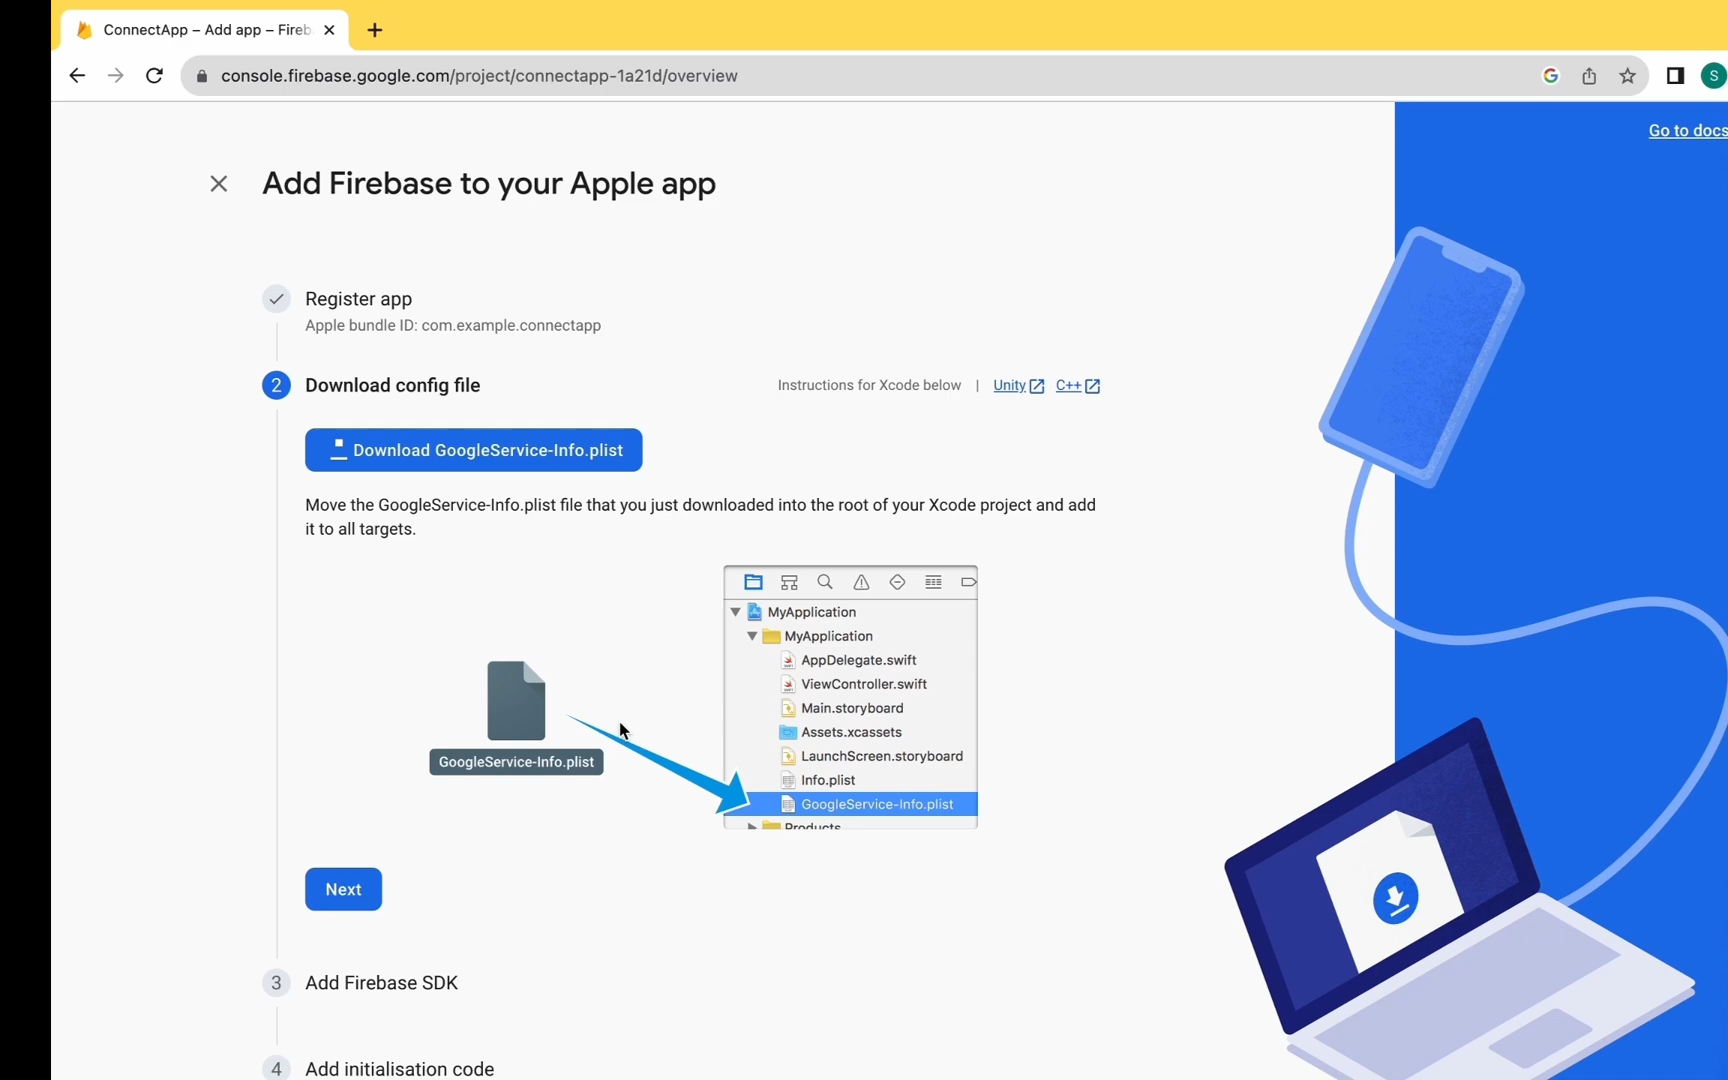 ConnectApp – Add app – Fireb
console.firebase.google.com/project/connectapp-1a21d/overview
S
Go to docs
Add Firebase to your Apple app
Register app
Apple bundle ID: com.example.connectapp
2 Download config file
Instructions for Xcode below | Unity C++
Download GoogleService-Info.plist
Move the GoogleService-Info.plist file that you just downloaded into the root of your Xcode project and add
it to all targets.
MyApplication
MyApplication
AppDelegate.swift
ViewController.swift
Main.storyboard
Assets.xcassets
LaunchScreen.storyboard
Info.plist
GoogleService-Info.plist
Products
GoogleService-Info.plist
Next
3 Add Firebase SDK
4 Add initialisation code